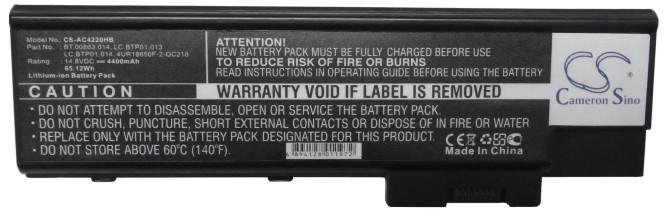 Model No.: CS-AC4220HB
Part No.: BT.00803.014, LC.BTP01.013
LC.BTP01.014, 4UR18650F-2-QC218
Rating: 14.8VDC 4400mAh
65.12Wh
Lithium-ion Battery Pack
ATTENTION!
BATTERY PACK MUST BE FULLY CHARGED BEFORE FIRST USE
TO REDUCE RISK OF FIRE OR BURNS
READ OPERATING GUIDE BEFORE USING THE BATTERY
CAUTION
WARRANTY VOID IF LABEL IS REMOVED
• DO NOT ATTEMPT TO DISASSEMBLE, OPEN OR SERVICE THE BATTERY PACK.
• DO NOT CRUSH, PUNCTURE, SHORT EXTERNAL CONTACTS OR DISPOSE OF IN FIRE OR WATER.
• REPLACE ONLY WITH BATTERY PACK DESIGNATED FOR THIS EQUIPMENT.
• DO NOT STORE ABOVE 60°C (140°F).
4894128011972
CS
Cameron Sino
CE
Made In China